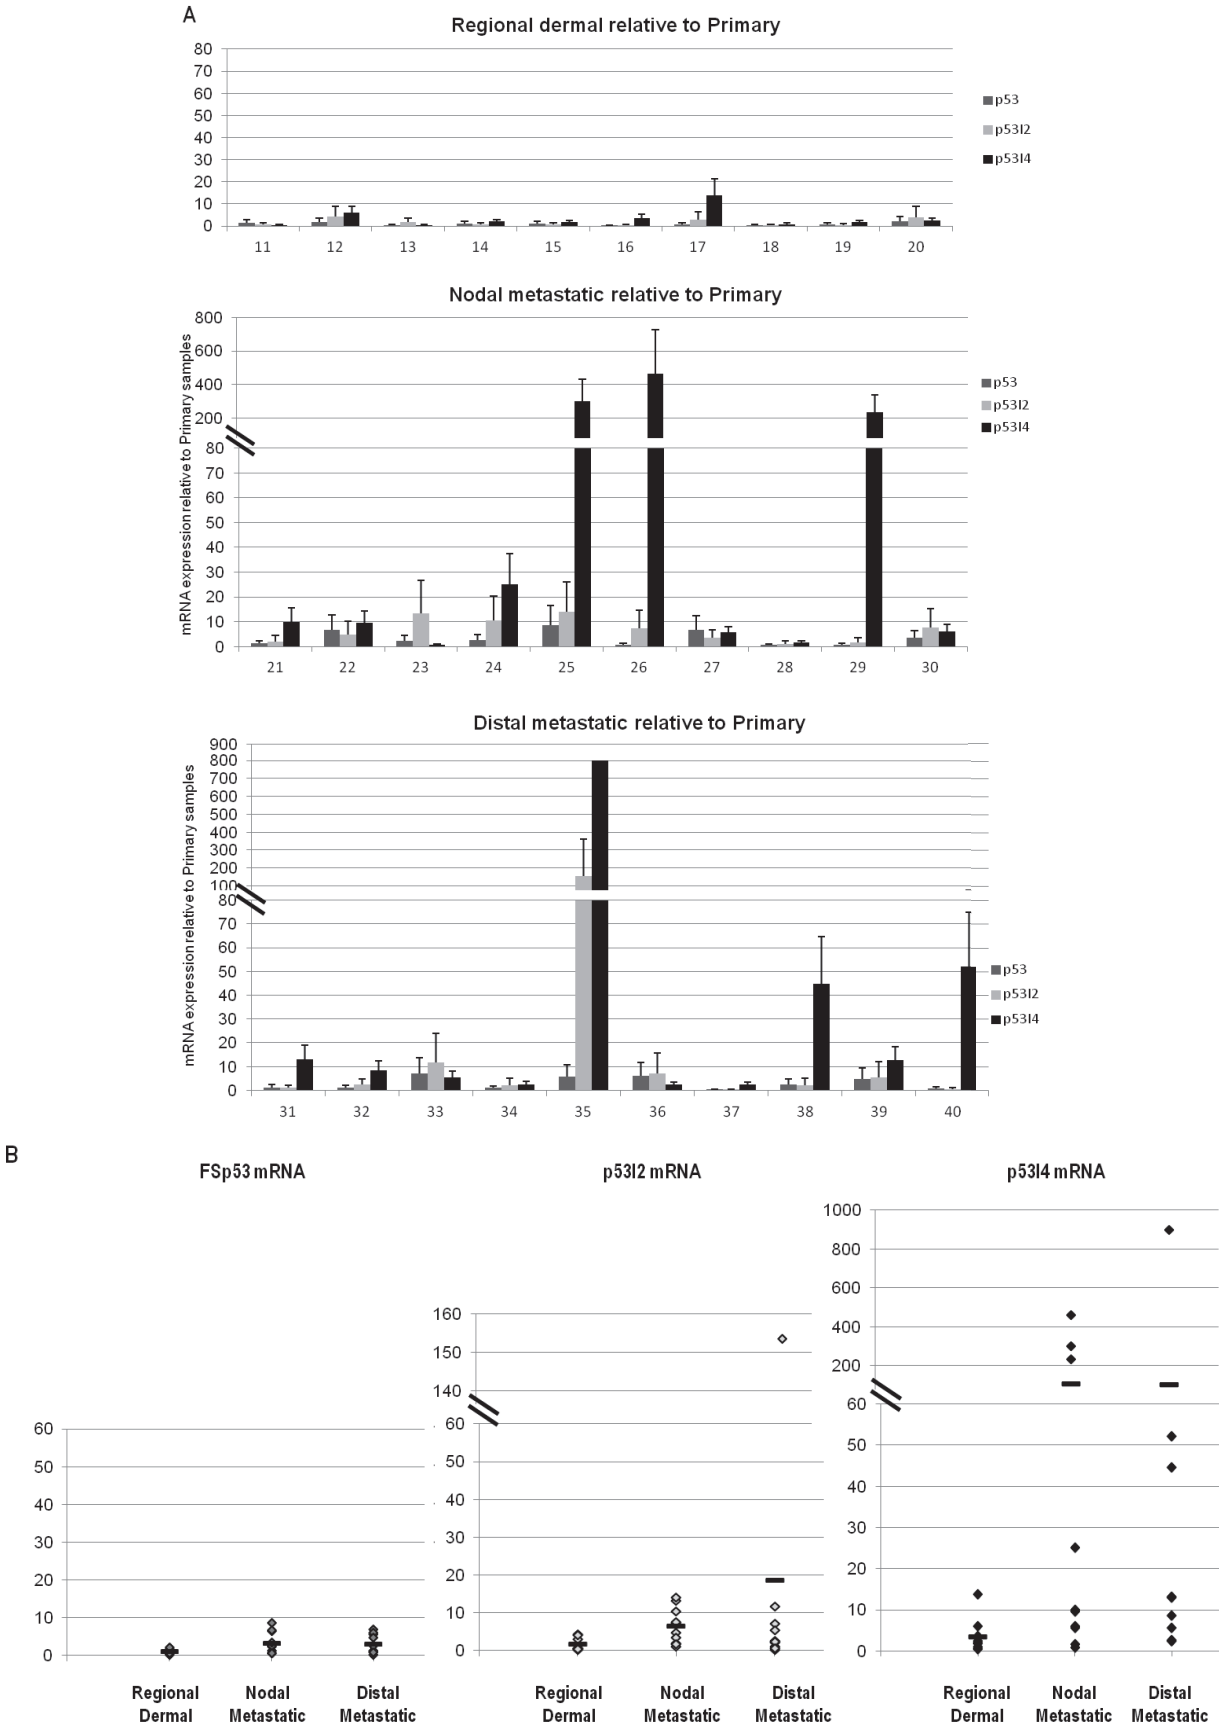 A
Regional dermal relative to Primary
80
70
60
50
40
30
20
10
0
11 12 13 14 15 16 17 18 19 20
p53
p53I2
p53I4
Nodal metastatic relative to Primary
mRNA expression relative to Primary samples
800
600
400
200
80
70
60
50
40
30
20
10
0
21 22 23 24 25 26 27 28 29 30
p53
p53I2
p53I4
Distal metastatic relative to Primary
mRNA expression relative to Primary samples
900
800
700
600
500
400
300
200
100
80
70
60
50
40
30
20
10
0
31 32 33 34 35 36 37 38 39 40
p53
p53I2
p53I4
B
FSp53 mRNA
60
50
40
30
20
10
0
Regional Dermal
Nodal Metastatic
Distal Metastatic
p53I2 mRNA
160
150
140
60
50
40
30
20
10
0
Regional Dermal
Nodal Metastatic
Distal Metastatic
p53I4 mRNA
1000
800
600
400
200
60
50
40
30
20
10
0
Regional Dermal
Nodal Metastatic
Distal Metastatic